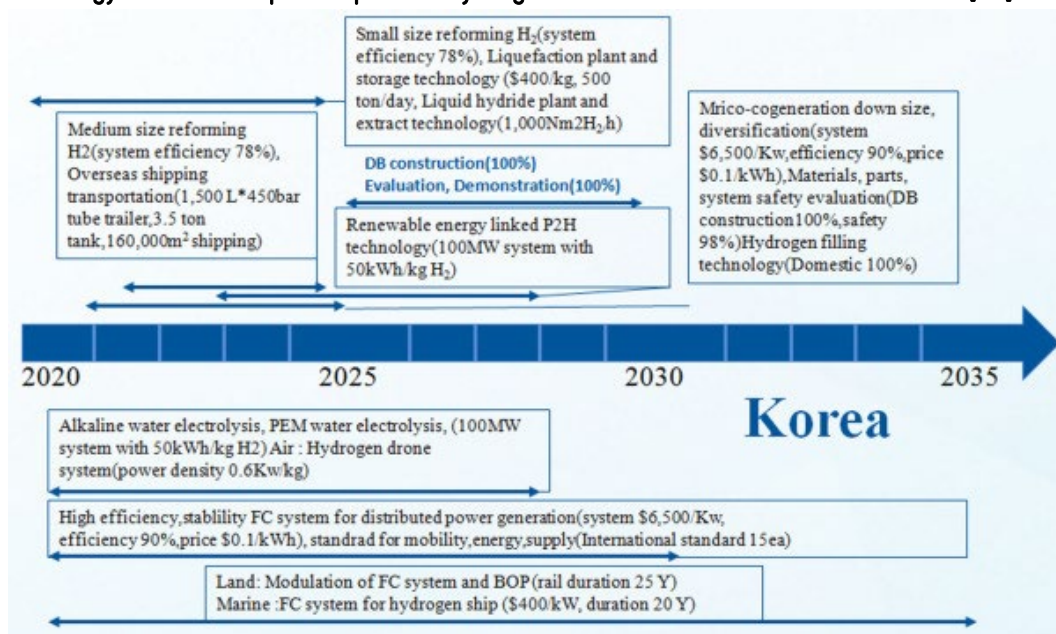 Small size reforming H2(system
efficiency 78%), Liquefaction plant and
storage technology ($400/kg, 500
ton/day, Liquid hydride plant and
extract technology(1,000Nm2H2.h)
Medium size reforming
H2(system efficiency 78%),
Overseas shipping
transportation(1,500 L*450bar
tube trailer,3.5 ton
tank,160,000m2 shipping)
DB construction(100%)
Evaluation, Demonstration(100%)
Renewable energy linked P2H
technology(100MW system with
50kWh/kg H2)
Mrico-cogeneration down size,
diversification(system
$6,500/Kw,efficiency 90%,price
$0.1/kWh),Materials, parts,
system safety evaluation(DB
construction100%,safety
98%)Hydrogen filling
technology(Domestic 100%)
2020 2025 2030 2035
Korea
Alkaline water electrolysis, PEM water electrolysis, (100MW
system with 50kWh/kg H2) Air : Hydrogen drone
system(power density 0.6Kw/kg)
High efficiency,stablility FC system for distributed power generation(system $6,500/Kw,
efficiency 90%,price $0.1/kWh), standrad for mobility,energy,supply(International standard 15ea)
Land: Modulation of FC system and BOP(rail duration 25 Y)
Marine :FC system for hydrogen ship ($400/kW, duration 20 Y)